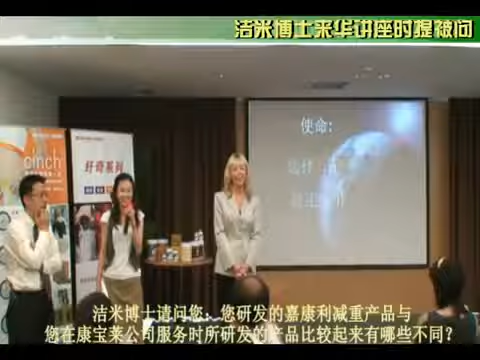 洁米博士来华讲座时提被问
使命:
cinch
纤奇系列
洁米博士请问您：您研发的嘉康利减重产品与
您在康宝莱公司服务时所研发的产品比较起来有哪些不同?